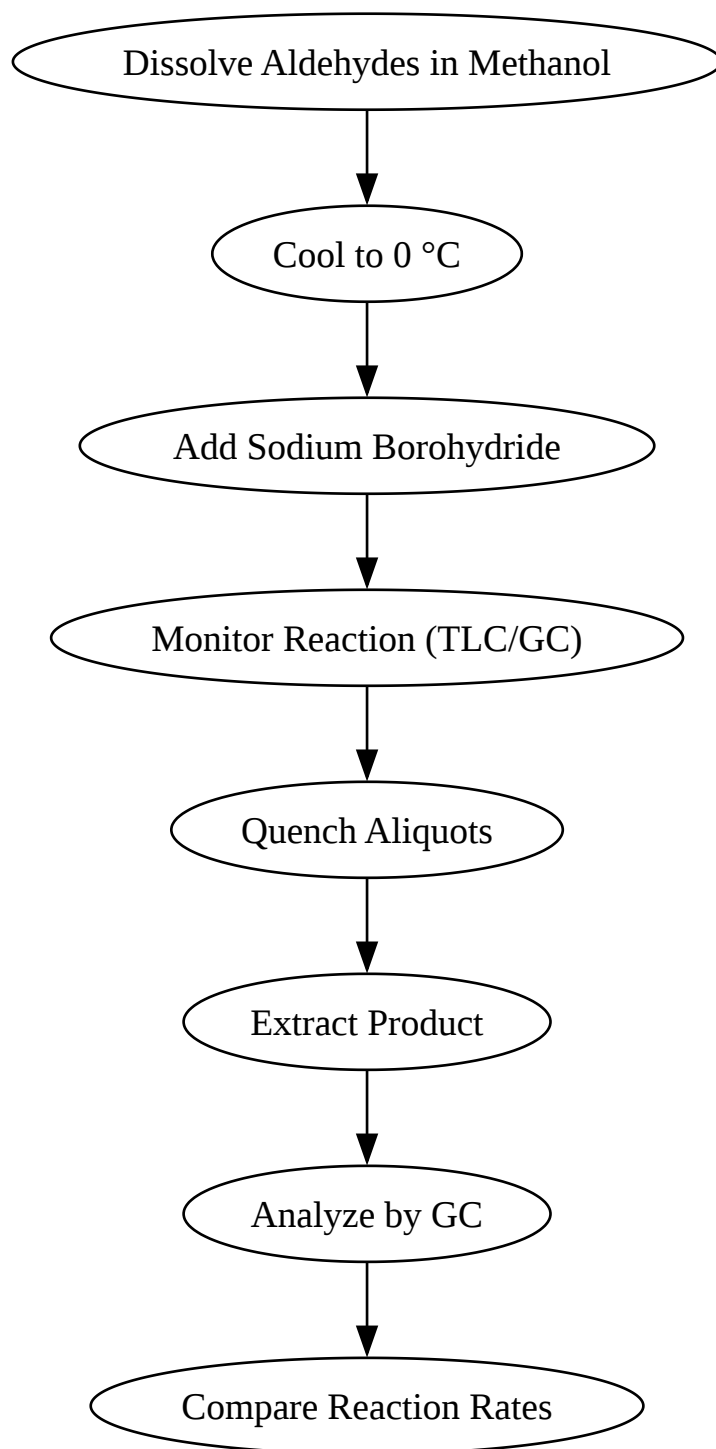 Dissolve Aldehydes in Methanol
Cool to 0 °C
Add Sodium Borohydride
Monitor Reaction (TLC/GC)
Quench Aliquots
Extract Product
Analyze by GC
Compare Reaction Rates